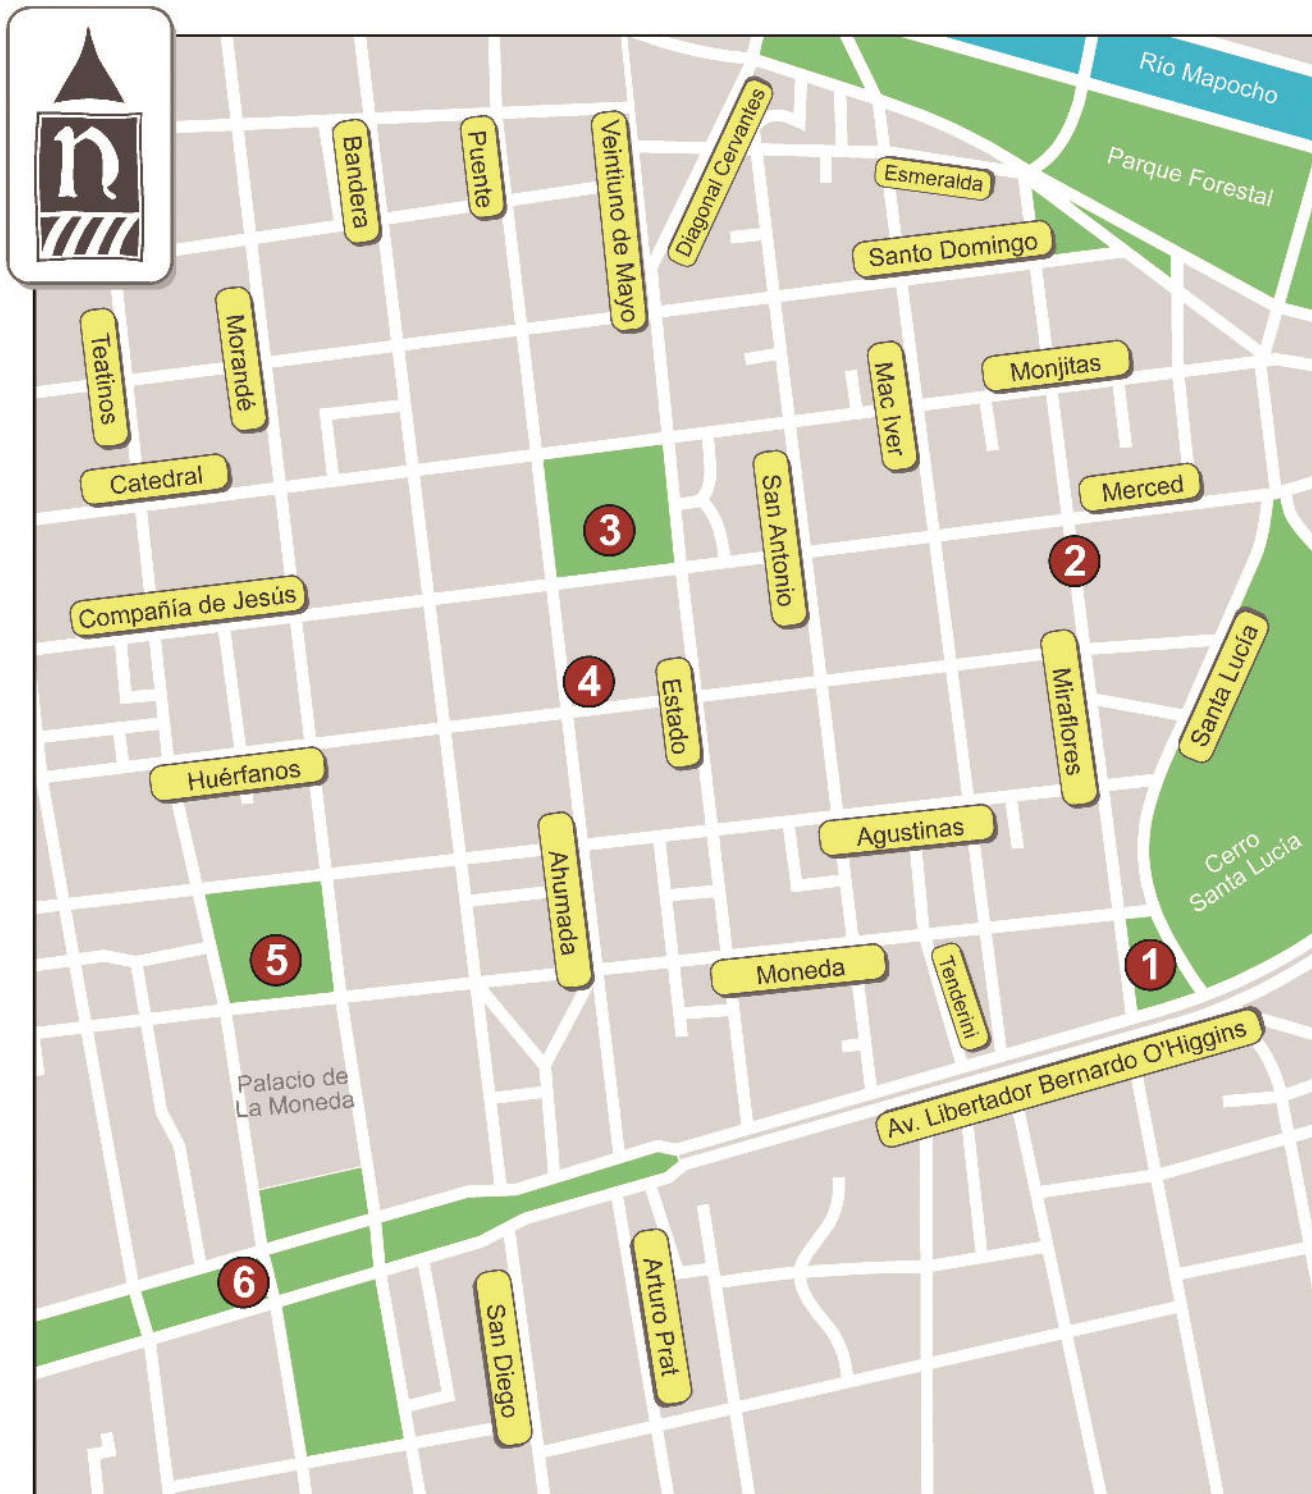 n
Río Mapocho
Parque Forestal
Bandera
Puente
Veintiuno de Mayo
Diagonal Cervantes
Esmeralda
Santo Domingo
Teatinos
Morandé
Mac Iver
Monjitas
Catedral
San Antonio
Merced
3
2
Compañía de Jesús
4
Estado
Miraflores
Santa Lucía
Huérfanos
Ahumada
Agustinas
Cerro
Santa Lucía
5
Moneda
Tenderini
1
Palacio de
La Moneda
Av. Libertador Bernardo O'Higgins
6
San Diego
Arturo Prat